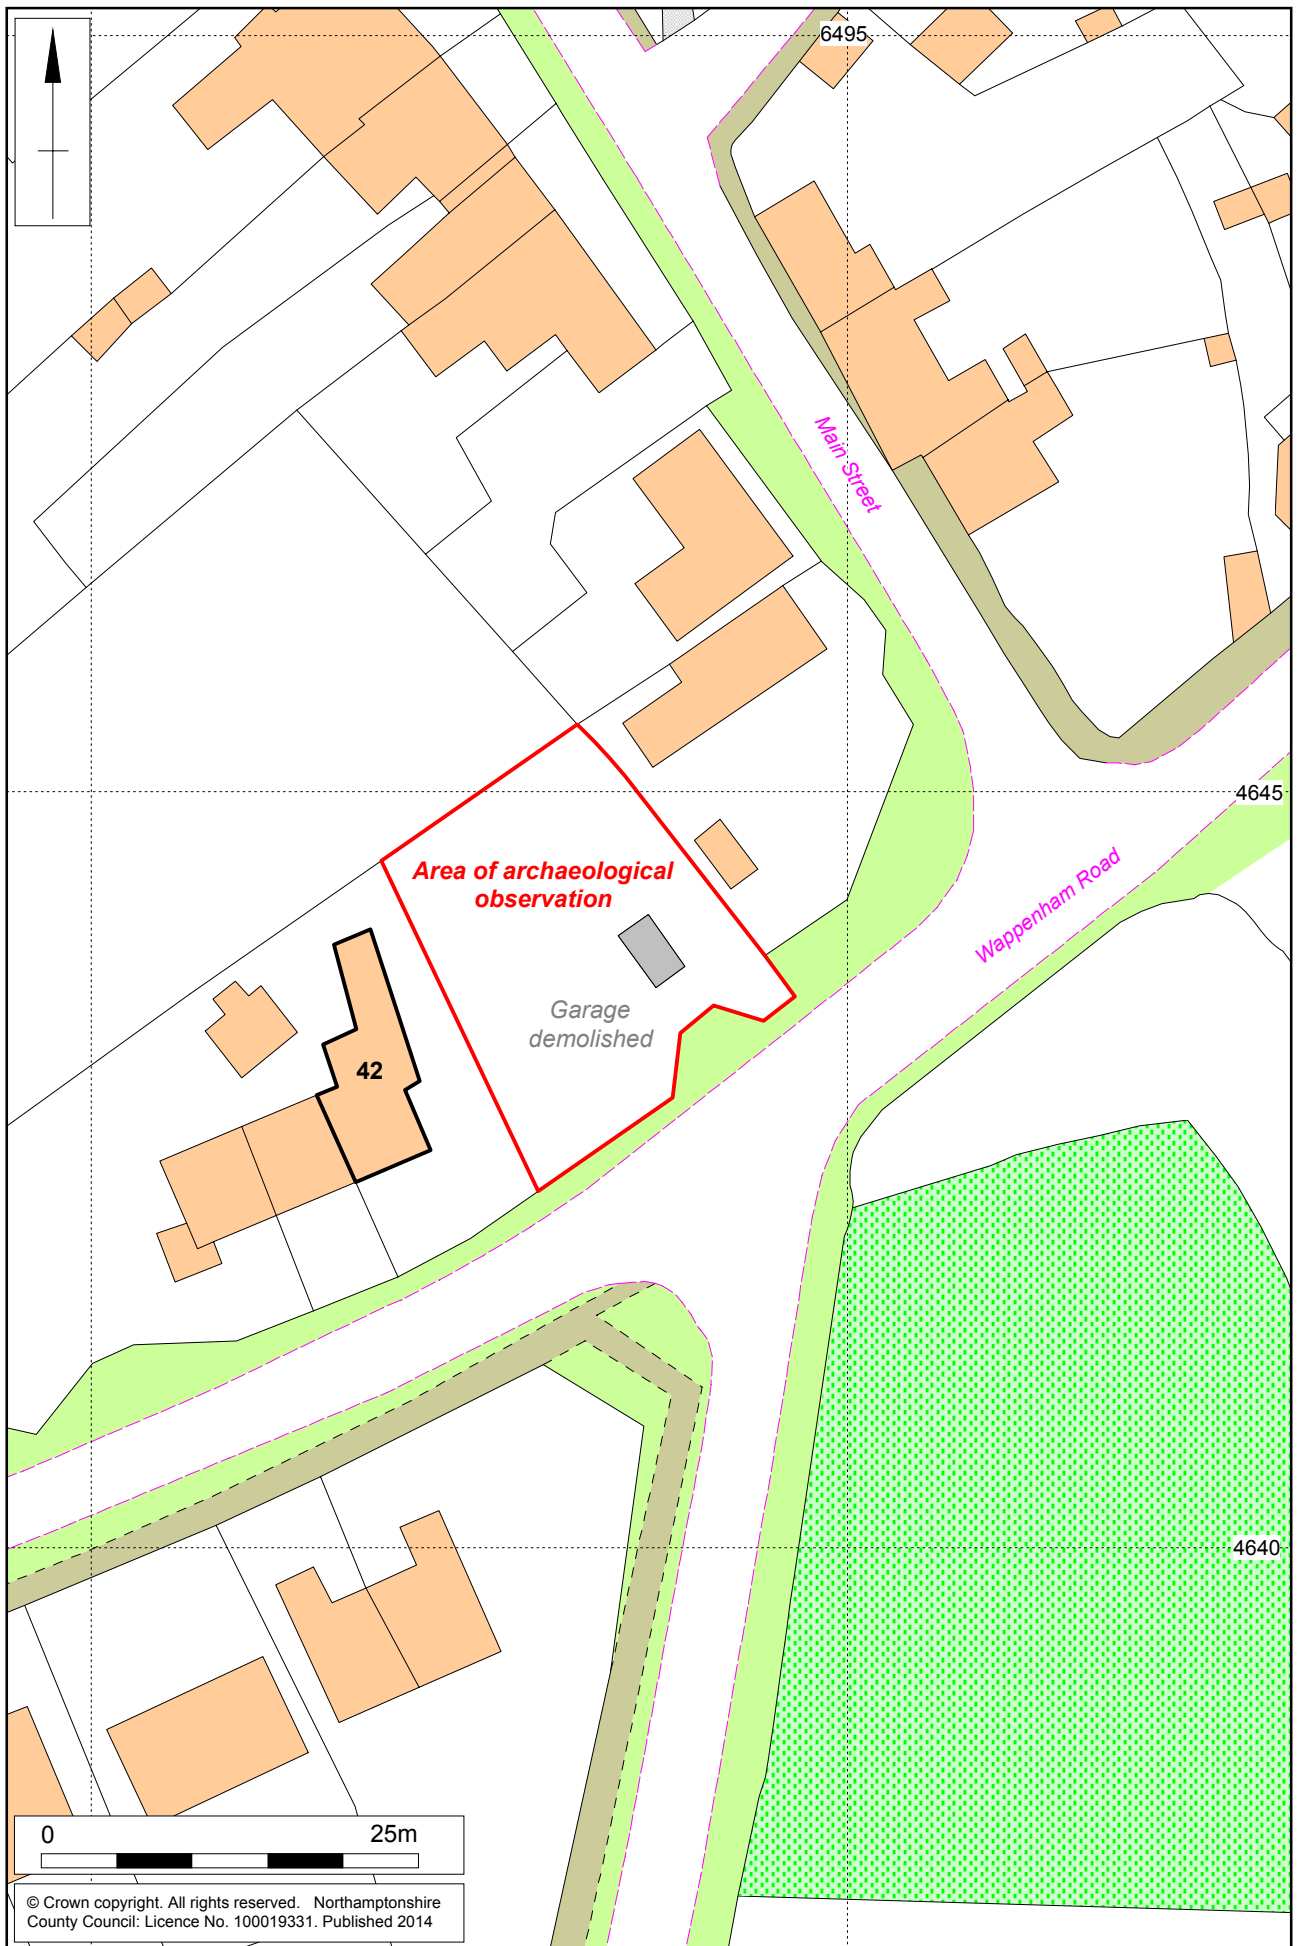 6495
Main Street
4645
Wappenham Road
Area of archaeological
observation
Garage
demolished
42
4640
0 25m
© Crown copyright. All rights reserved. Northamptonshire
County Council: Licence No. 100019331. Published 2014